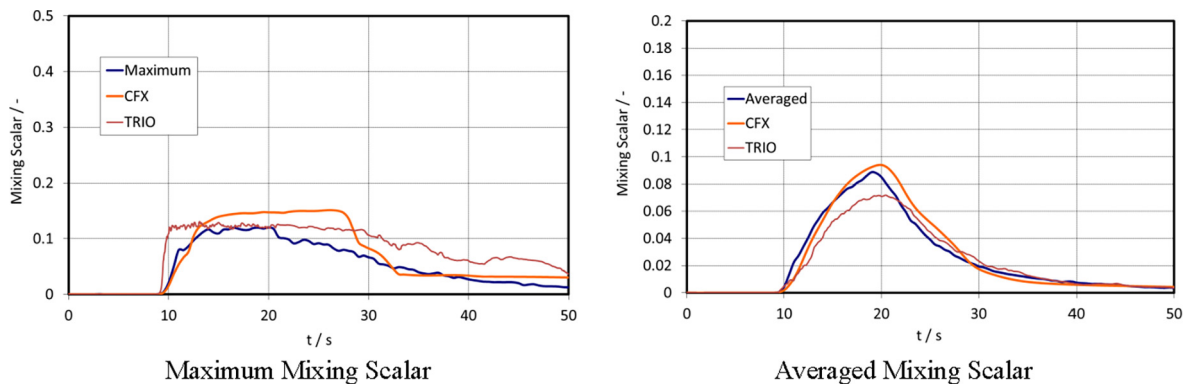 0.5
0.4
0.3
0.2
0.1
0
Mixing Scalar / -
Maximum
CFX
TRIO
0 10 20 30 40 50
t / s
Maximum Mixing Scalar
0.2
0.18
0.16
0.14
0.12
0.1
0.08
0.06
0.04
0.02
0
Mixing Scalar / -
Averaged
CFX
TRIO
0 10 20 30 40 50
t / s
Averaged Mixing Scalar